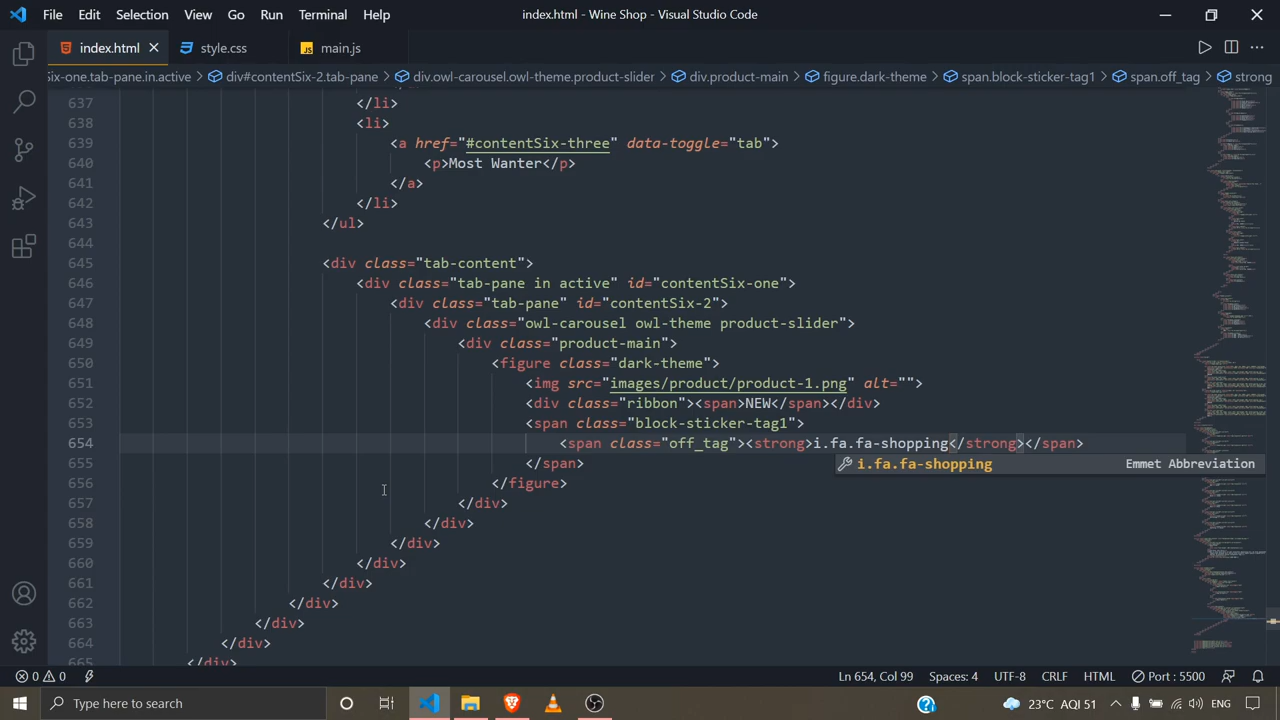 File Edit Selection View Go Run Terminal Help index.html - Wine Shop - Visual Studio Code
index.html style.css main.js
six-one.tab-pane.in.active > div#contentSix-2.tab-pane > div.owl-carousel.owl-theme.product-slider > div.product-main > figure.dark-theme > span.block-sticker-tag1 > span.off_tag > strong
637 </li>
638 <li>
639 <a href="#contentSix-three" data-toggle="tab">
640 <p>Most Wanter</p>
641 </a>
642 </li>
643 </ul>
644
645 <div class="tab-content">
646 <div class="tab-pane in active" id="contentSix-one">
647 <div class="tab-pane" id="contentSix-2">
648 <div class="owl-carousel owl-theme product-slider">
649 <div class="product-main">
650 <figure class="dark-theme">
651 <img src="images/product/product-1.png" alt="">
652 <div class="ribbon"><span>NEW</span></div>
653 <span class="block-sticker-tag1">
654 <span class="off_tag"><strong>i.fa.fa-shopping</strong></span>
i.fa.fa-shopping Emmet Abbreviation
655 </span>
656 </figure>
657 </div>
658 </div>
659 </div>
660 </div>
661 </div>
662 </div>
663 </div>
664 </div>
665 </div>
0 0 Ln 654, Col 99 Spaces: 4 UTF-8 CRLF HTML Port : 5500
Type here to search 23°C AQI 51 ENG